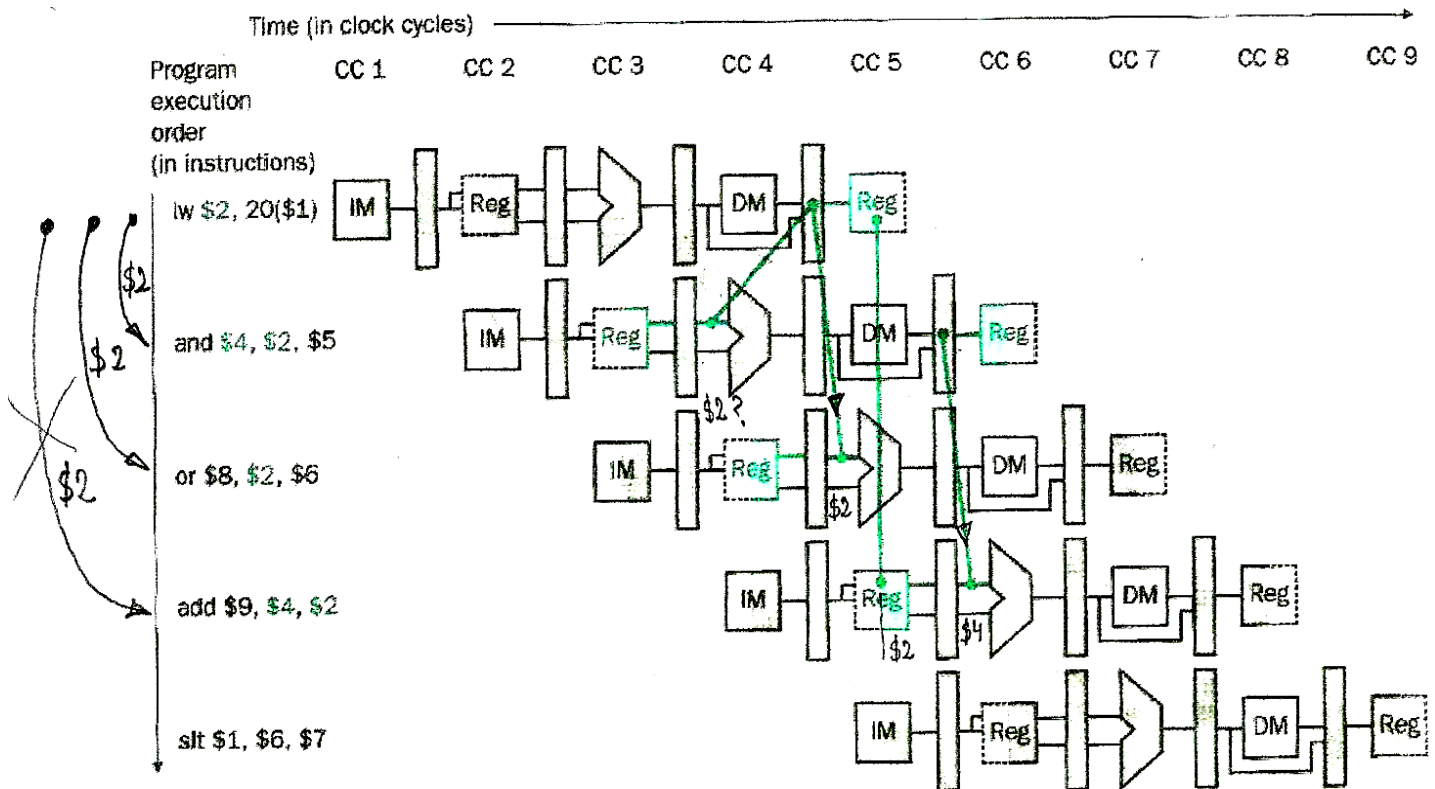 Time (in clock cycles)
Program
execution
order
(in instructions)
CC 1 CC 2 CC 3 CC 4 CC 5 CC 6 CC 7 CC 8 CC 9
lw $2, 20($1)
IM Reg DM Reg
$2
and $4, $2, $5
IM Reg DM Reg
$2
$2?
or $8, $2, $6
IM Reg DM Reg
$2
$2
add $9, $4, $2
IM Reg DM Reg
$2 $4
slt $1, $6, $7
IM Reg DM Reg